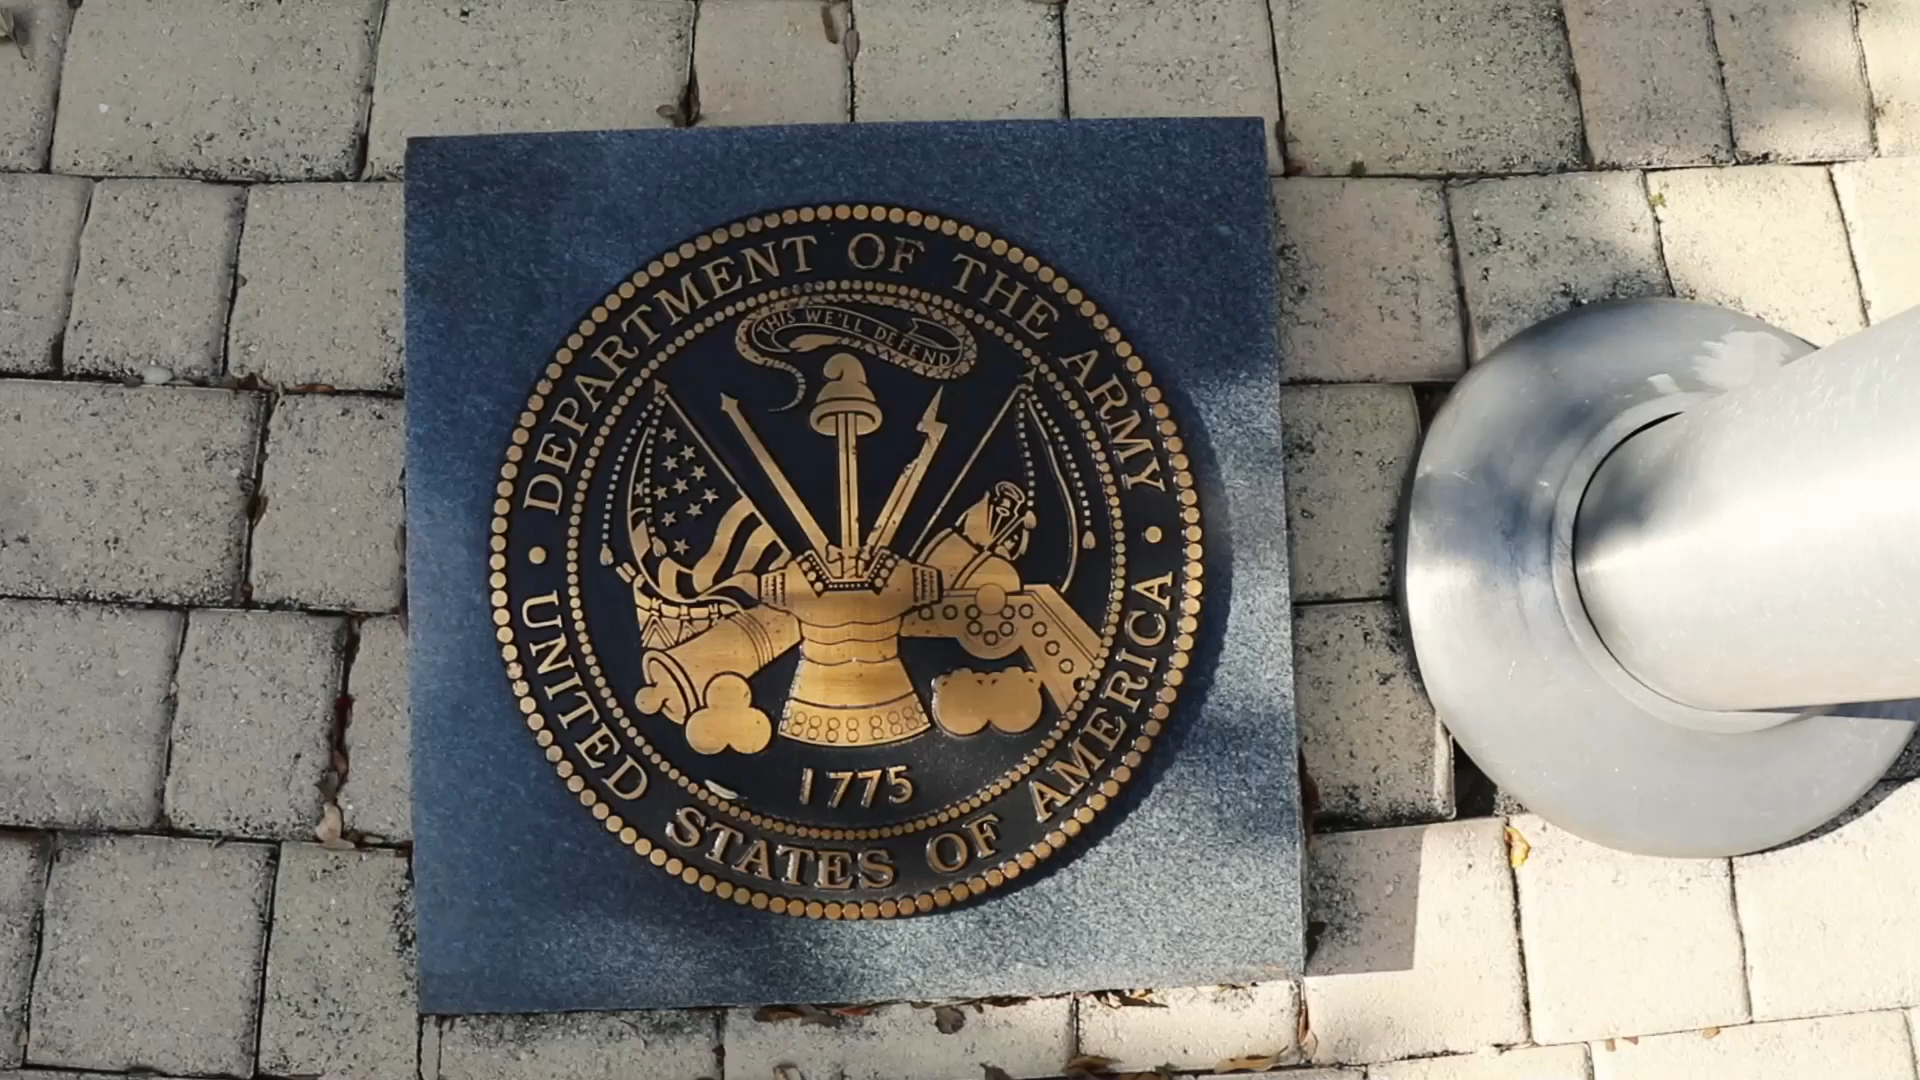 DEPARTMENT OF THE ARMY
THIS WE'LL DEFEND
1775
UNITED STATES OF AMERICA